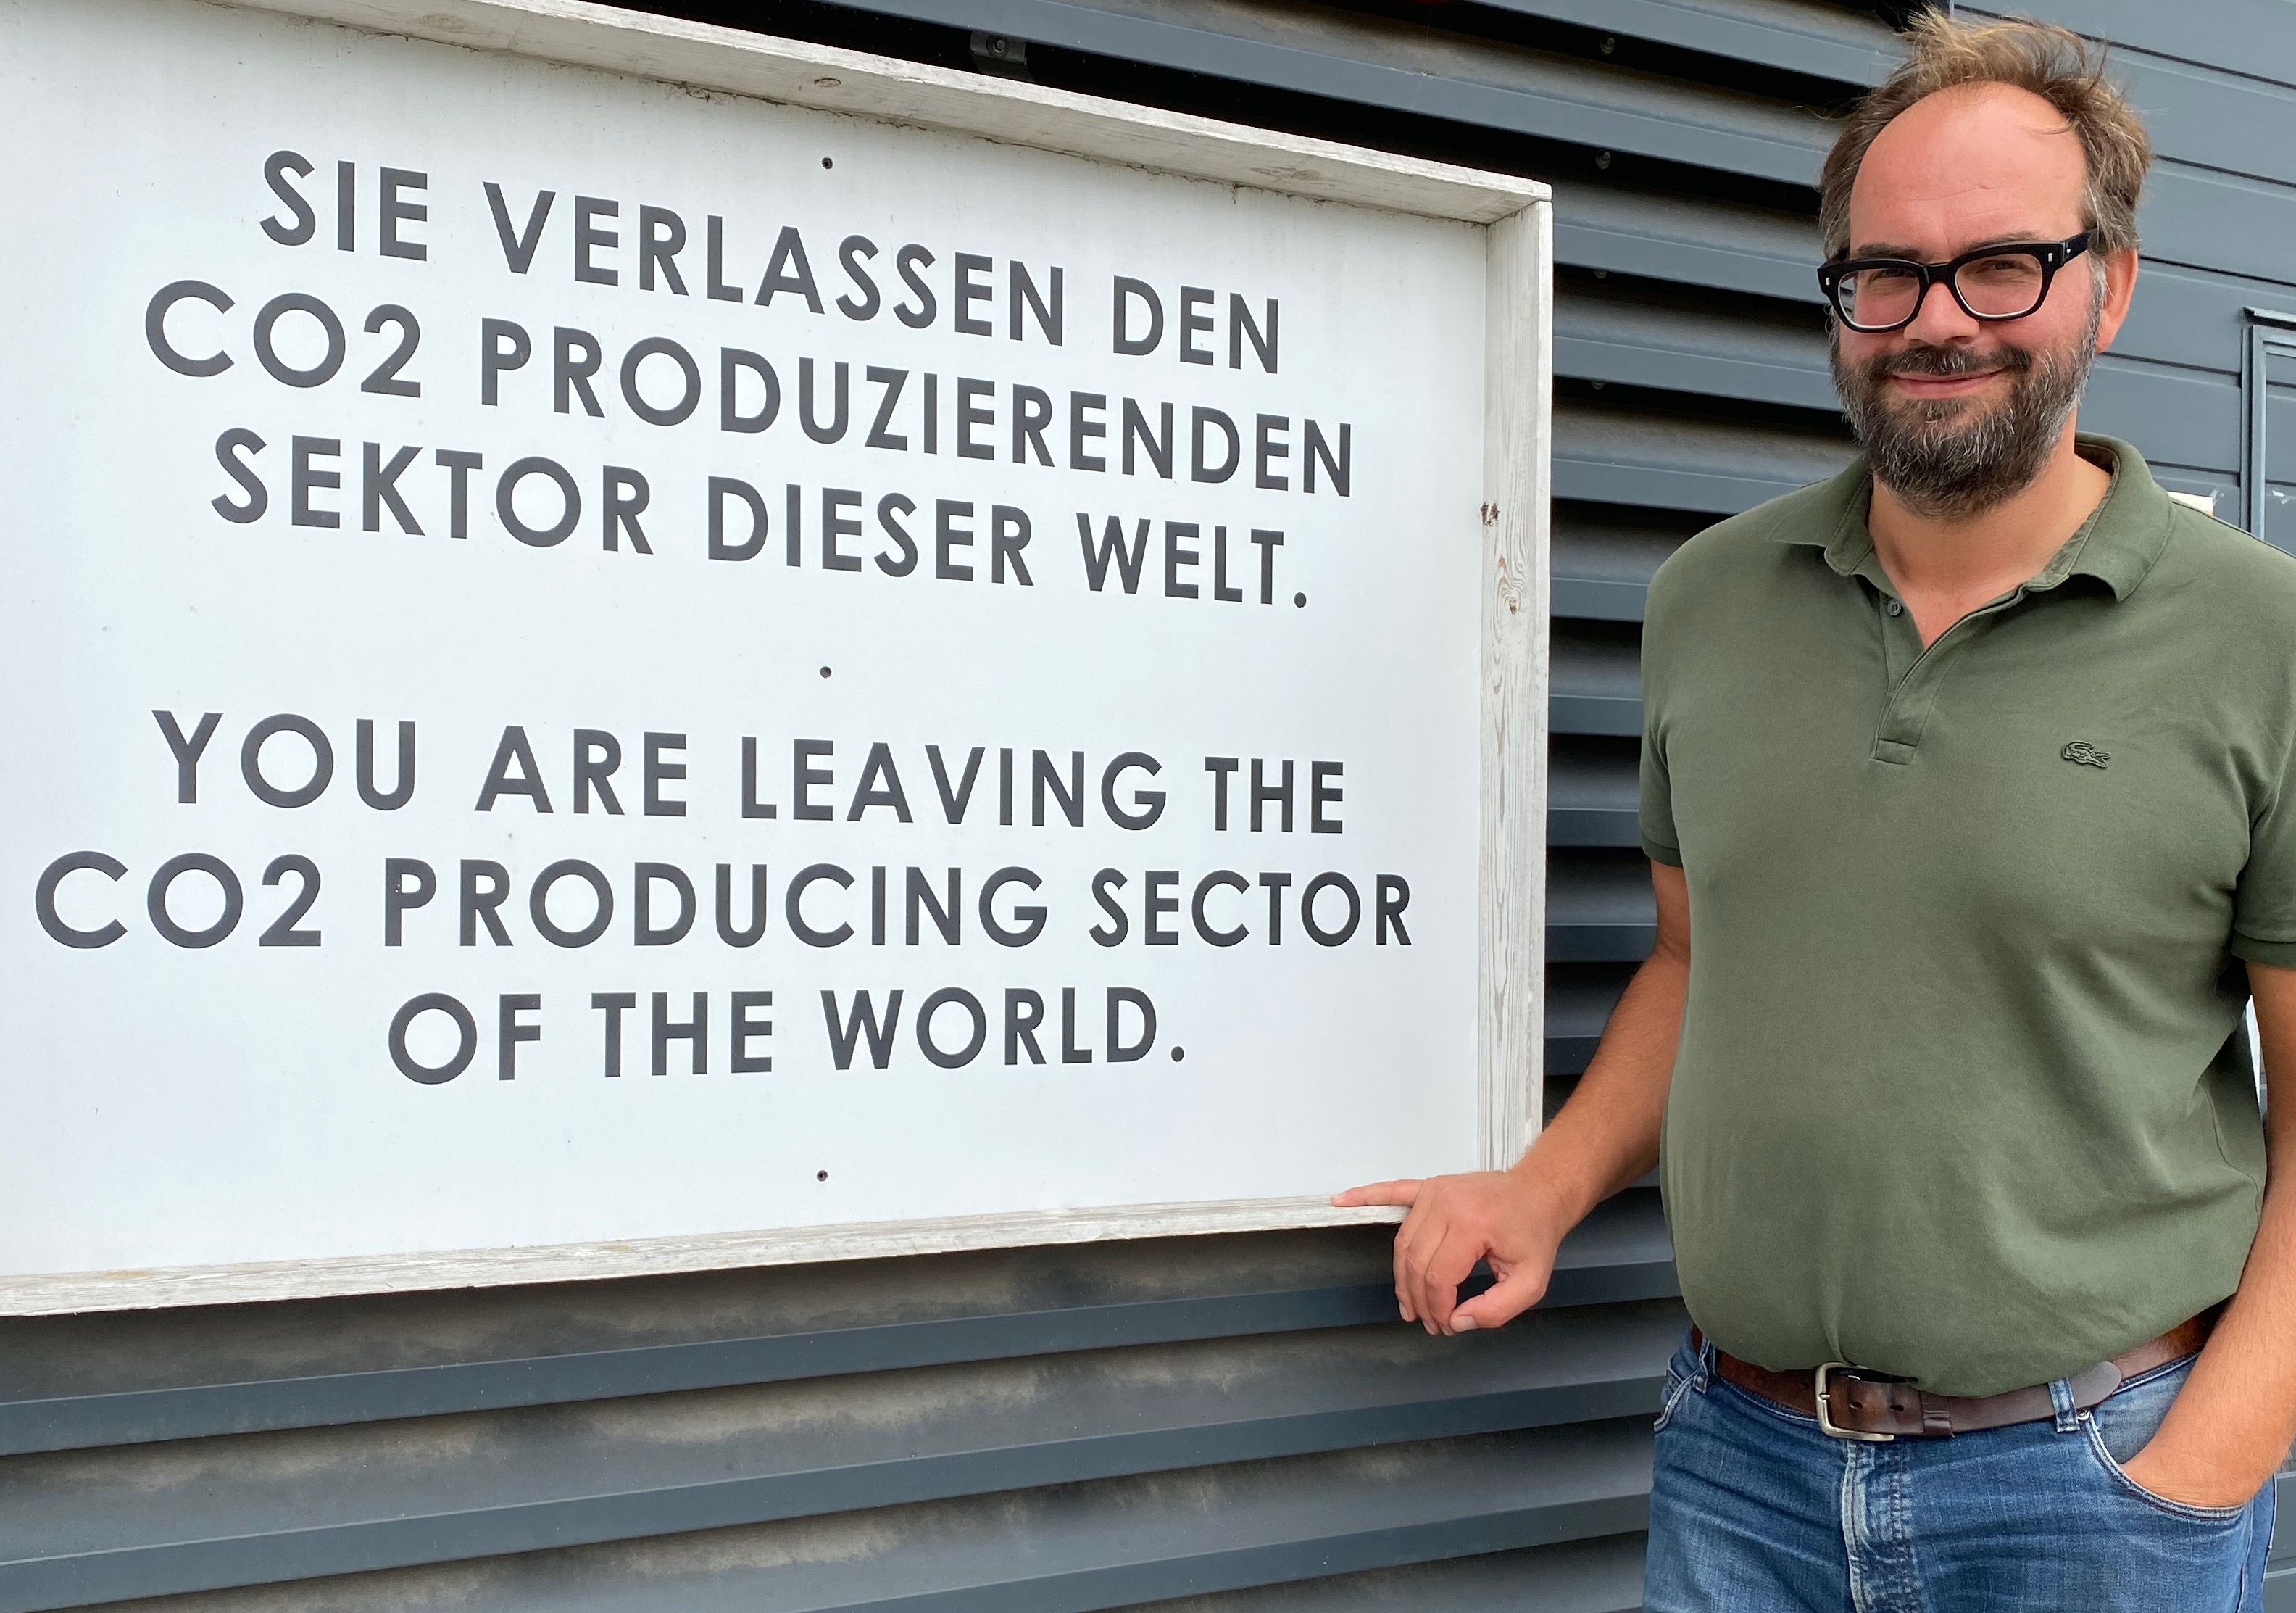 SIE VERLASSEN DEN
CO2 PRODUZIERENDEN
SEKTOR DIESER WELT.
YOU ARE LEAVING THE
CO2 PRODUCING SECTOR
OF THE WORLD.